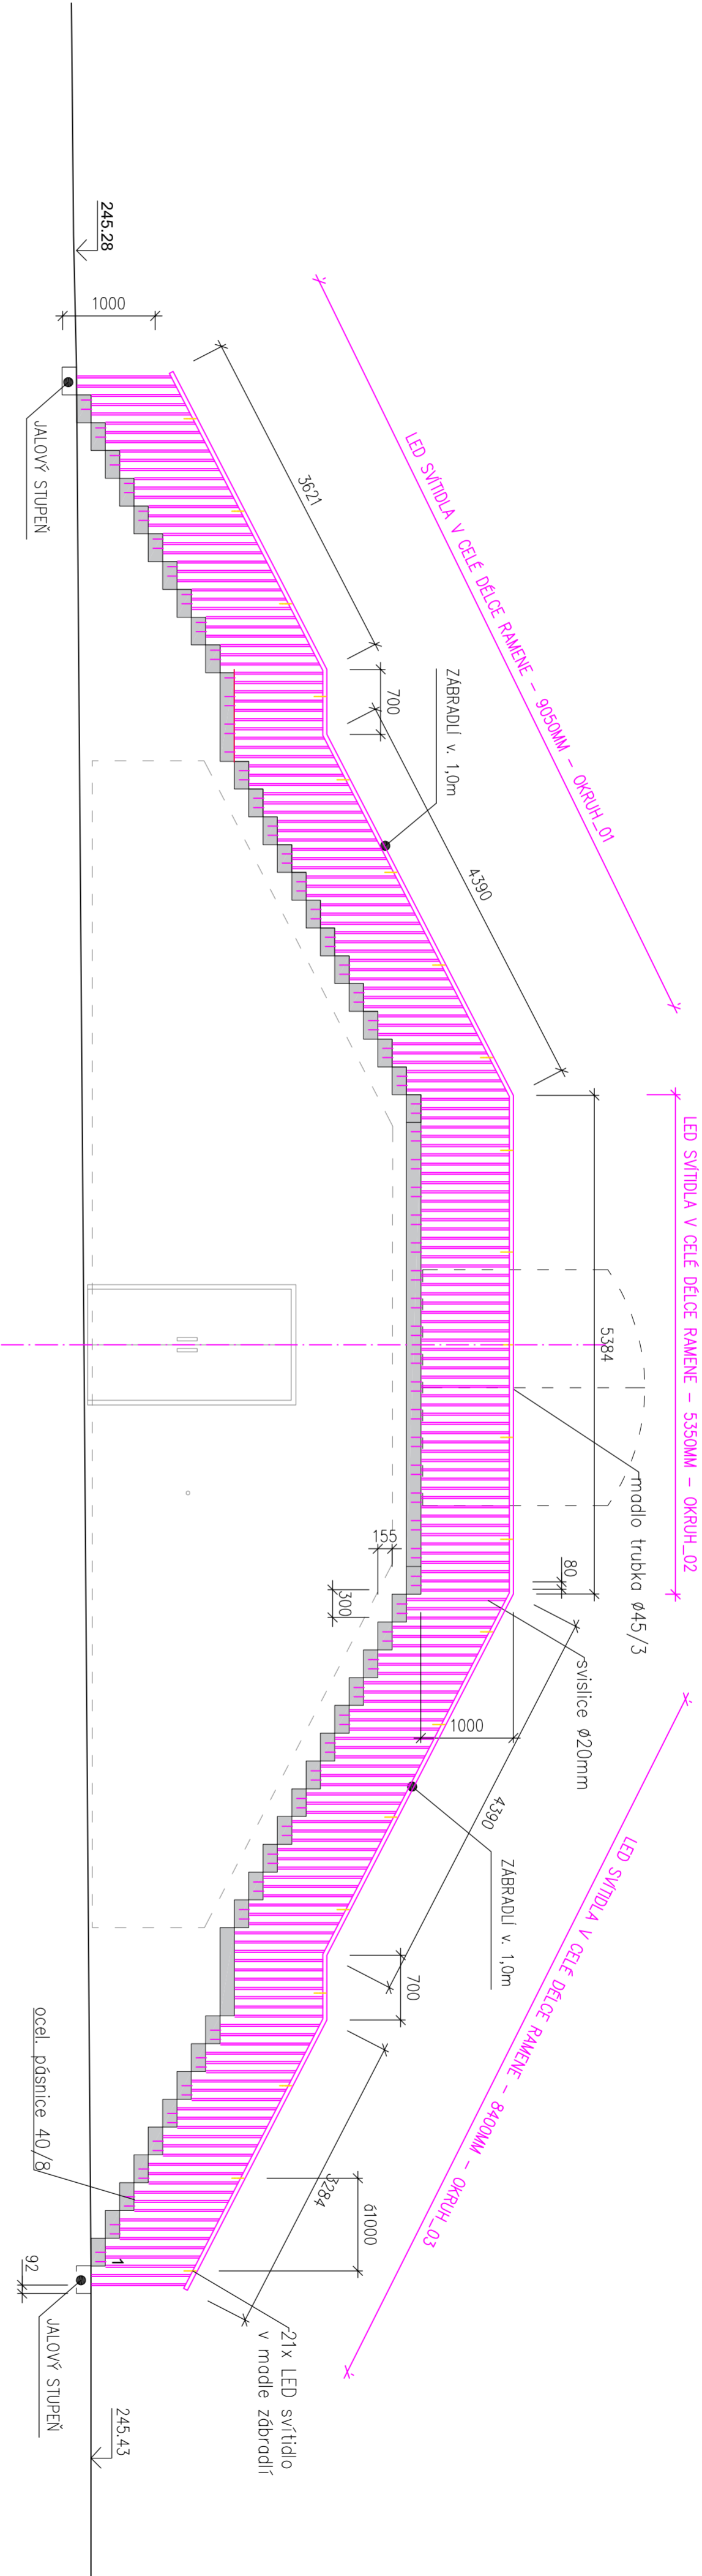 245.28
1000
JALOVÝ STUPEŇ
3621
LED SVÍTIDLA V CELÉ DÉLCE RAMENE - 9050MM - OKRUH_01
700
ZÁBRADLÍ v. 1,0m
4390
LED SVÍTIDLA V CELÉ DÉLCE RAMENE - 5350MM - OKRUH_02
5384
madlo trubka Ø45/3
155
300
80
svislice Ø20mm
1000
ZÁBRADLÍ v. 1,0m
4390
LED SVÍTIDLA V CELÉ DÉLCE RAMENE - 8400MM - OKRUH_03
700
3284
á1000
ocel. pásnice 40/8
1
92
JALOVÝ STUPEŇ
21x LED svítidlo
v madle zábradlí
245.43